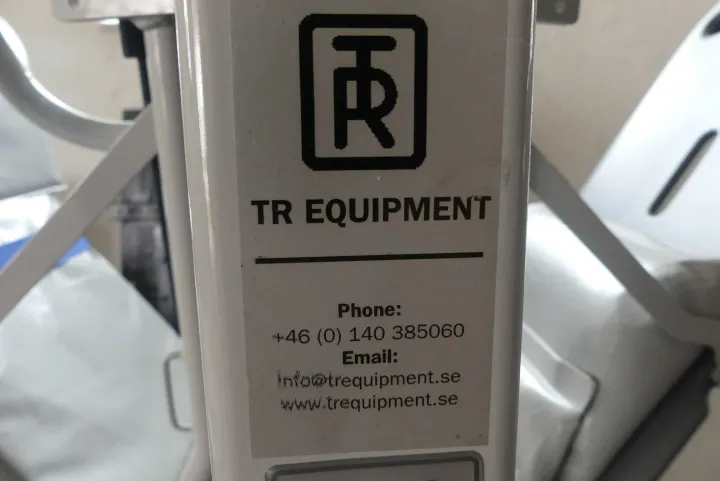 TR
TR EQUIPMENT
Phone:
+46 (0) 140 385060
Email:
info@trequipment.se
www.trequipment.se